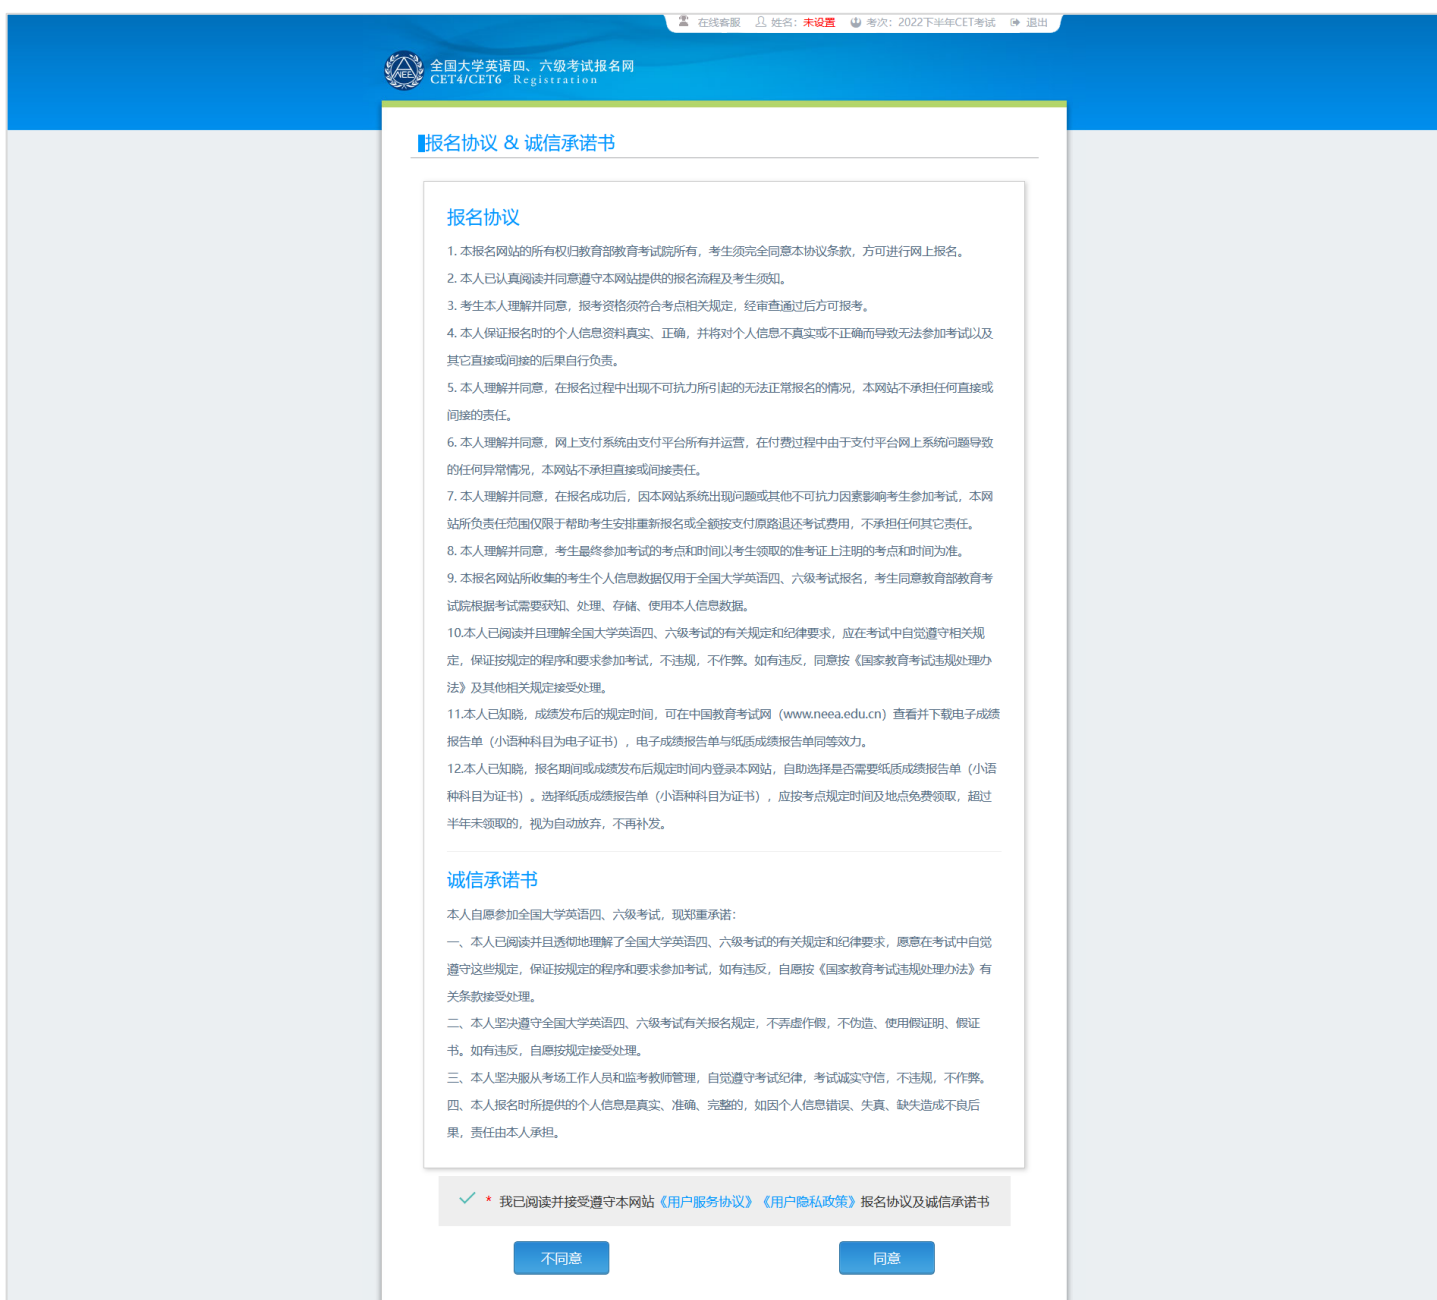 在线客服 姓名：未设置 考次：2022下半年CET考试 退出
NEEA
全国大学英语四、六级考试报名网
CET4/CET6 Registration
报名协议 & 诚信承诺书
报名协议
1. 本报名网站的所有权归教育部教育考试院所有，考生须完全同意本协议条款，方可进行网上报名。
2. 本人已认真阅读并同意遵守本网站提供的报名流程及考生须知。
3. 考生本人理解并同意，报考资格须符合考点相关规定，经审查通过后方可报考。
4. 本人保证报名时的个人信息资料真实、正确，并将对个人信息不真实或不正确而导致无法参加考试以及
其它直接或间接的后果自行负责。
5. 本人理解并同意，在报名过程中出现不可抗力所引起的无法正常报名的情况，本网站不承担任何直接或
间接的责任。
6. 本人理解并同意，网上支付系统由支付平台所有并运营，在付费过程中由于支付平台网上系统问题导致
的任何异常情况，本网站不承担直接或间接责任。
7. 本人理解并同意，在报名成功后，因本网站系统出现问题或其他不可抗力因素影响考生参加考试，本网
站所负责任范围仅限于帮助考生安排重新报名或全额按支付原路退还考试费用，不承担任何其它责任。
8. 本人理解并同意，考生最终参加考试的考点和时间以考生领取的准考证上注明的考点和时间为准。
9. 本报名网站所收集的考生个人信息数据仅用于全国大学英语四、六级考试报名，考生同意教育部教育考
试院根据考试需要获知、处理、存储、使用本人信息数据。
10.本人已阅读并且理解全国大学英语四、六级考试的有关规定和纪律要求，应在考试中自觉遵守相关规
定，保证按规定的程序和要求参加考试，不违规，不作弊。如有违反，同意按《国家教育考试违规处理办
法》及其他相关规定接受处理。
11.本人已知晓，成绩发布后的规定时间，可在中国教育考试网（www.neea.edu.cn）查看并下载电子成绩
报告单（小语种科目为电子证书），电子成绩报告单与纸质成绩报告单同等效力。
12.本人已知晓，报名期间或成绩发布后规定时间内登录本网站，自助选择是否需要纸质成绩报告单（小语
种科目为证书）。选择纸质成绩报告单（小语种科目为证书），应按考点规定时间及地点免费领取，超过
半年未领取的，视为自动放弃，不再补发。
诚信承诺书
本人自愿参加全国大学英语四、六级考试，现郑重承诺：
一、本人已阅读并且透彻地理解了全国大学英语四、六级考试的有关规定和纪律要求，愿意在考试中自觉
遵守这些规定，保证按规定的程序和要求参加考试，如有违反，自愿按《国家教育考试违规处理办法》有
关条款接受处理。
二、本人坚决遵守全国大学英语四、六级考试有关报名规定，不弄虚作假，不伪造、使用假证明、假证
书。如有违反，自愿按规定接受处理。
三、本人坚决服从考场工作人员和监考教师管理，自觉遵守考试纪律，考试诚实守信，不违规，不作弊。
四、本人报名时所提供的个人信息是真实、准确、完整的，如因个人信息错误、失真、缺失造成不良后
果，责任由本人承担。
* 我已阅读并接受遵守本网站《用户服务协议》《用户隐私政策》报名协议及诚信承诺书
不同意 同意